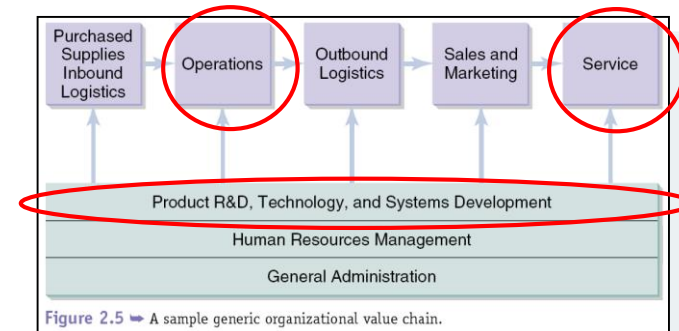 Purchased
Supplies
Inbound
Logistics
Operations
Outbound
Logistics
Sales and
Marketing
Service
Product R&D, Technology, and Systems Development
Human Resources Management
General Administration
Figure 2.5 ➥ A sample generic organizational value chain.